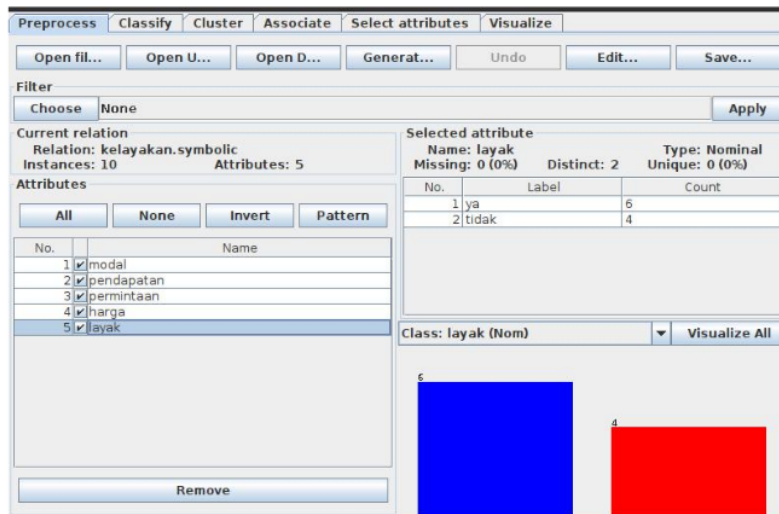 Preprocess Classify Cluster Associate Select attributes Visualize
Open fil... Open U... Open D... Generat... Undo Edit... Save...
Filter
Choose None Apply
Current relation
Relation: kelayakan.symbolic
Instances: 10 Attributes: 5
Attributes
All None Invert Pattern
No. Name
1 modal
2 pendapatan
3 permintaan
4 harga
5 layak
Remove
Selected attribute
Name: layak Type: Nominal
Missing: 0 (0%) Distinct: 2 Unique: 0 (0%)
No. Label Count
1 ya 6
2 tidak 4
Class: layak (Nom) Visualize All
6
4